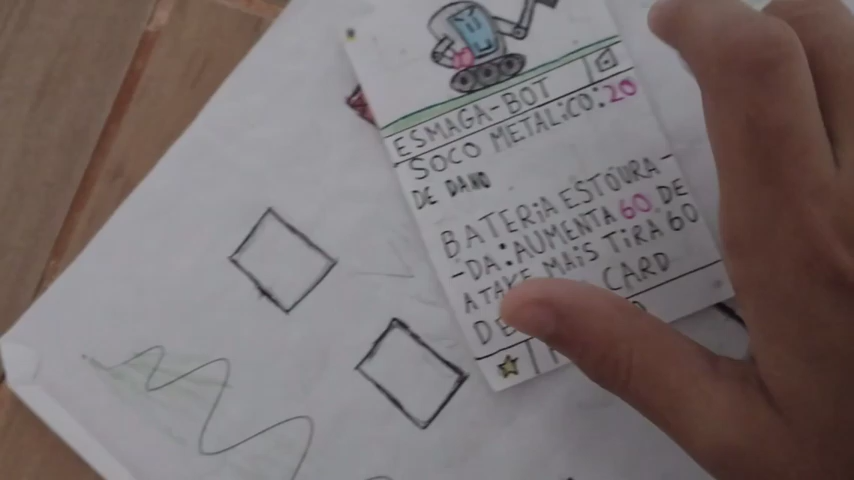 ESMAGA-BOT
SOCO METALiCO:20
DE DANO
BATERiA ESTOURA-
-DA:AUMENTA 60 DE
ATAKE MAiS TiRA 60
CARD